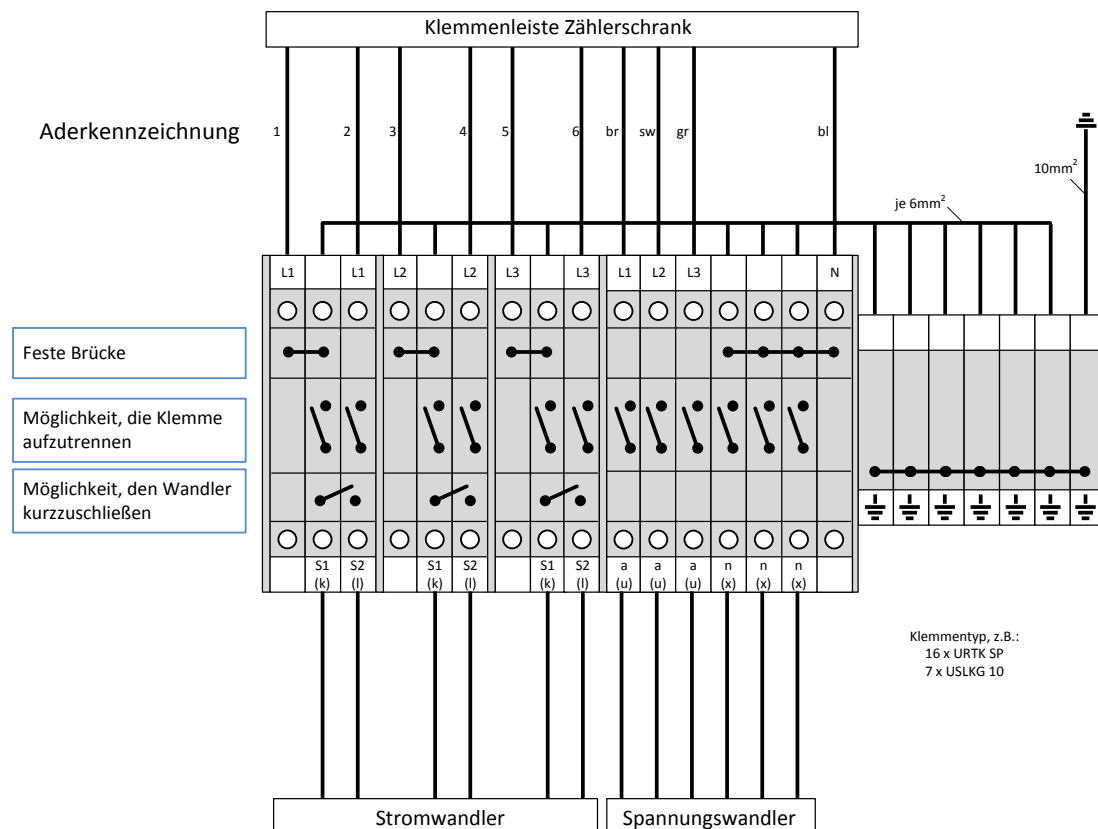 Klemmenleiste Zählerschrank
Aderkennzeichnung 1 2 3 4 5 6 br sw gr bl
10mm²
je 6mm²
L1 L1 L2 L2 L3 L3 L1 L2 L3 N
Feste Brücke
Möglichkeit, die Klemme
aufzutrennen
Möglichkeit, den Wandler
kurzzuschließen
S1 S2 S1 S2 S1 S2 a a a n n n
(k) (l) (k) (l) (k) (l) (u) (u) (u) (x) (x) (x)
Klemmentyp, z.B.:
16 x URTK SP
7 x USLKG 10
Stromwandler Spannungswandler